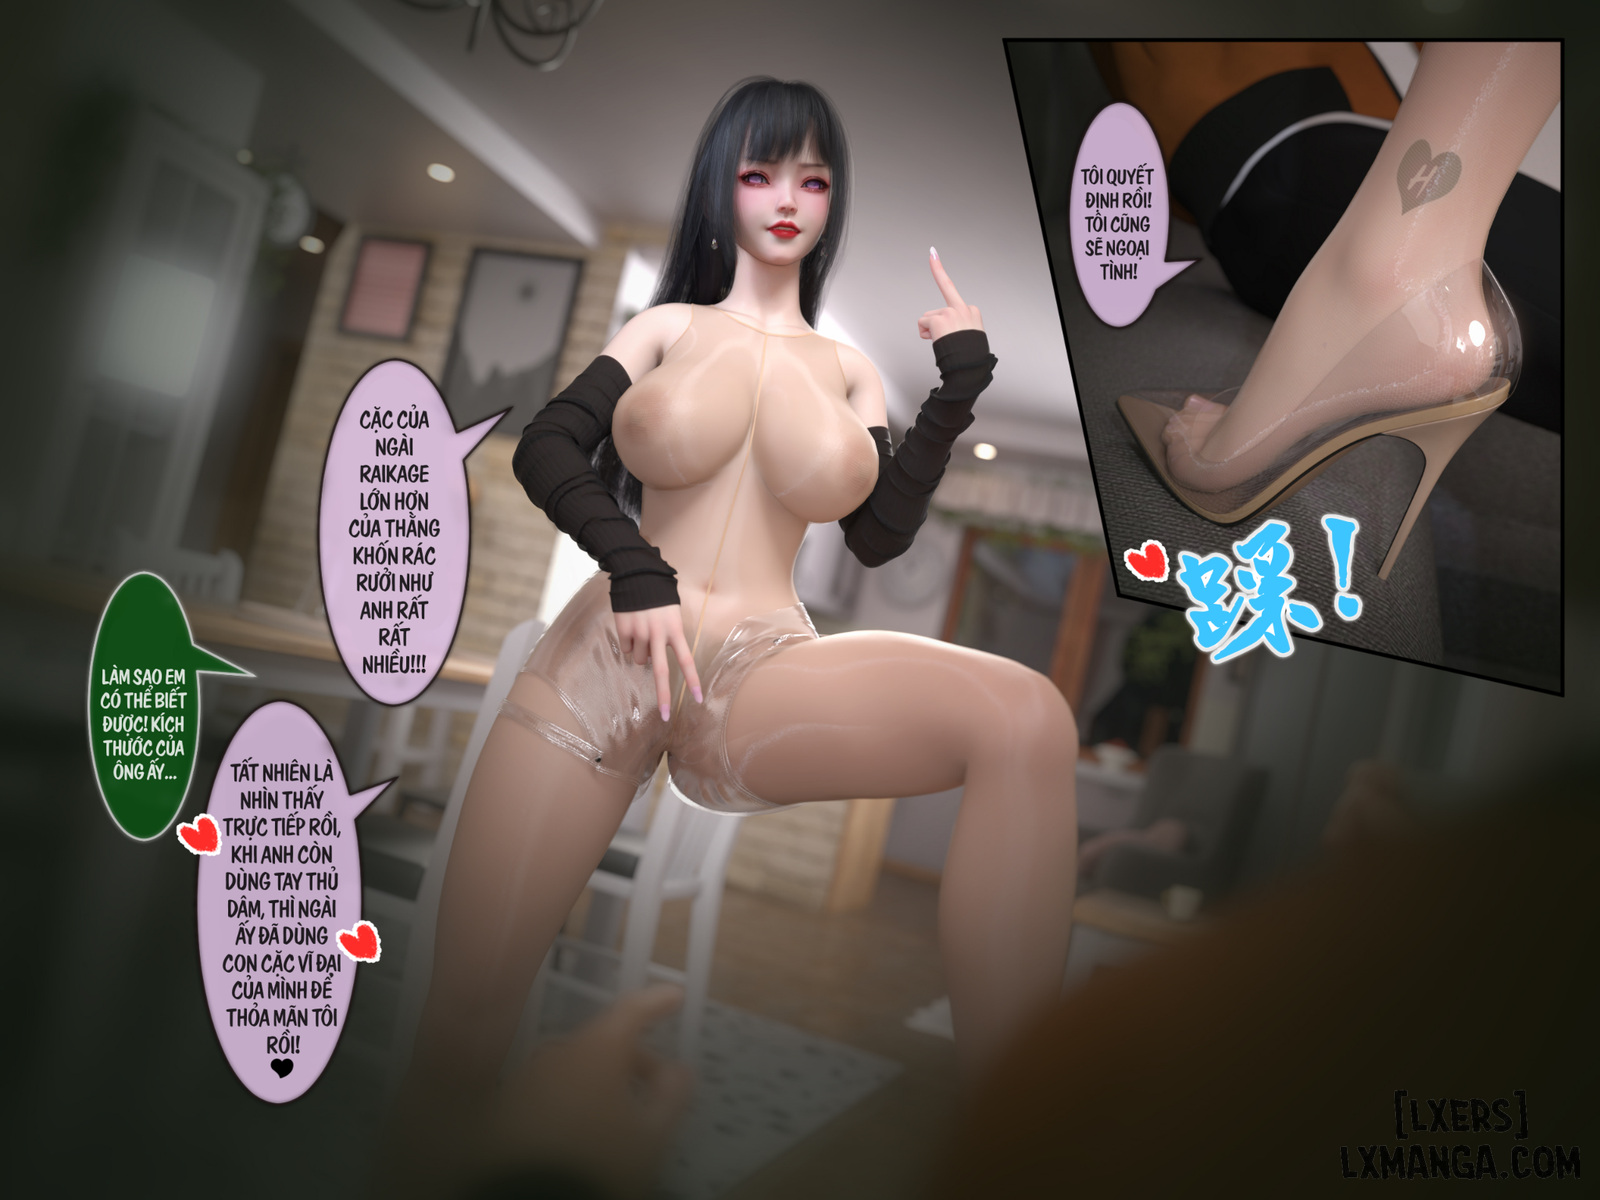 TÔI QUYẾT
ĐỊNH RỒI!
TÔI CŨNG
SẼ NGOẠI
TÌNH!
H
踩!
CẶC CỦA
NGÀI
RAIKAGE
LỚN HƠN
CỦA THẰNG
KHỐN RÁC
RƯỞI NHƯ
ANH RẤT
RẤT
NHIỀU!!!
LÀM SAO EM
CÓ THỂ BIẾT
ĐƯỢC! KÍCH
THƯỚC CỦA
ÔNG ẤY...
TẤT NHIÊN LÀ
NHÌN THẤY
TRỰC TIẾP RỒI,
KHI ANH CÒN
DÙNG TAY THỦ
DÂM, THÌ NGÀI
ẤY ĐÃ DÙNG
CON CẶC VĨ ĐẠI
CỦA MÌNH ĐỂ
THỎA MÃN TÔI
RỒI!
[LXERS]
LXMANGA.COM